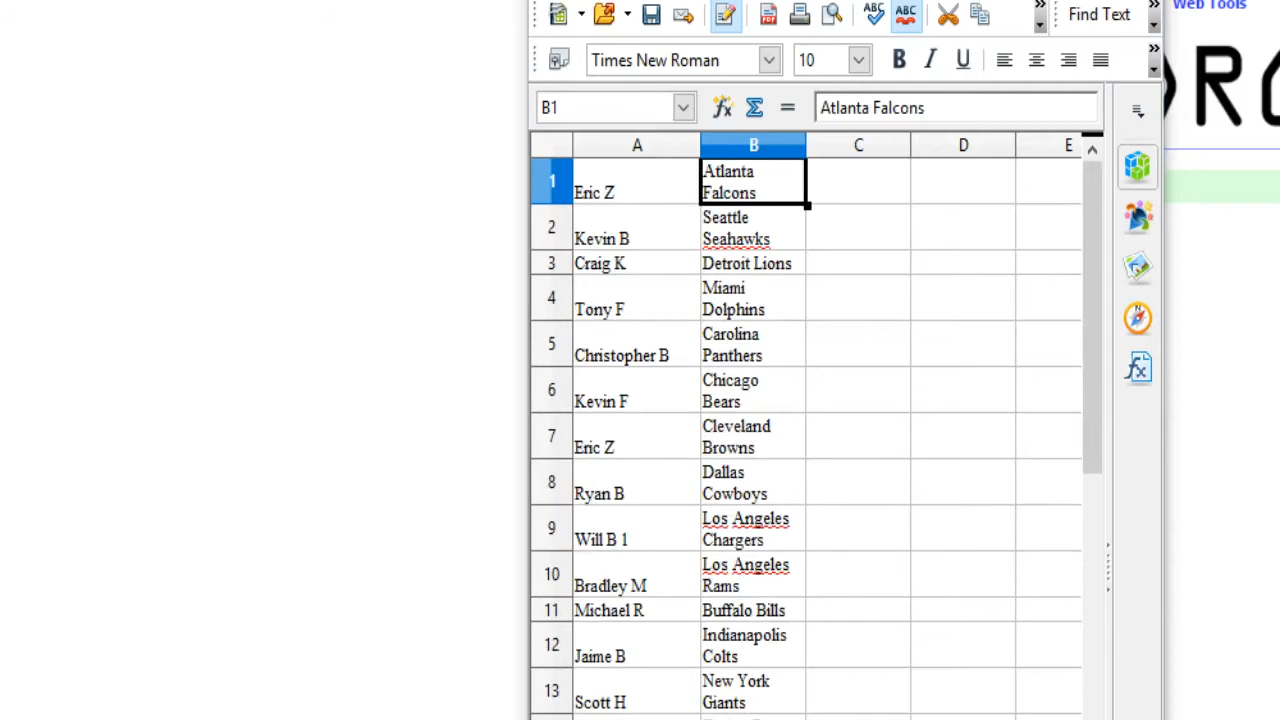 Web Tools
Find Text
Times New Roman 10 B I U
B1 fx Σ = Atlanta Falcons
A B C D E
1 Eric Z Atlanta
Falcons
2 Kevin B Seattle
Seahawks
3 Craig K Detroit Lions
4 Tony F Miami
Dolphins
5 Christopher B Carolina
Panthers
6 Kevin F Chicago
Bears
7 Eric Z Cleveland
Browns
8 Ryan B Dallas
Cowboys
9 Will B 1 Los Angeles
Chargers
10 Bradley M Los Angeles
Rams
11 Michael R Buffalo Bills
12 Jaime B Indianapolis
Colts
13 Scott H New York
Giants